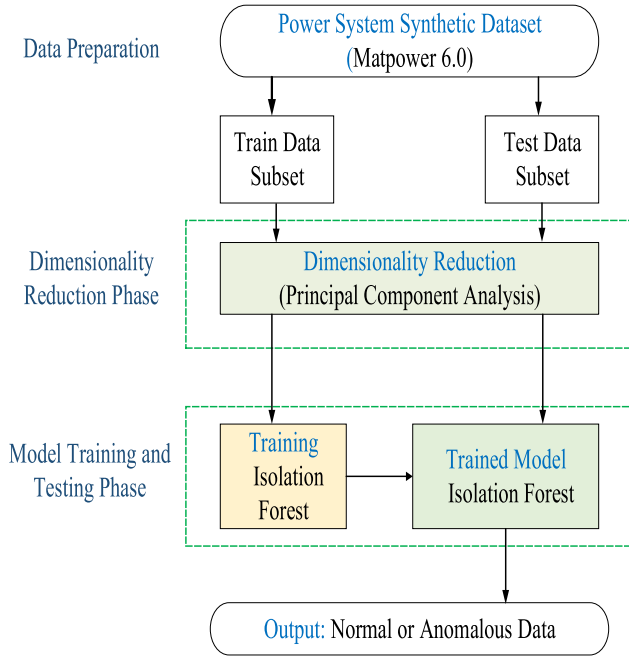 Data Preparation
Power System Synthetic Dataset
(Matpower 6.0)
Train Data
Subset
Test Data
Subset
Dimensionality
Reduction Phase
Dimensionality Reduction
(Principal Component Analysis)
Model Training and
Testing Phase
Training
Isolation
Forest
Trained Model
Isolation Forest
Output: Normal or Anomalous Data